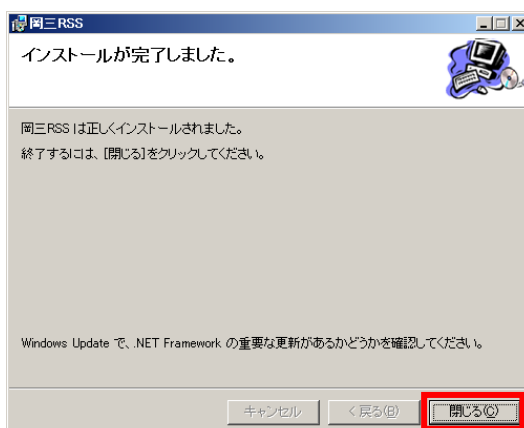 岡三RSS
インストールが完了しました。
岡三RSS は正しくインストールされました。
終了するには、[閉じる]をクリックしてください。
Windows Update で、.NET Framework の重要な更新があるかどうかを確認してください。
キャンセル
< 戻る(B)
閉じる(C)